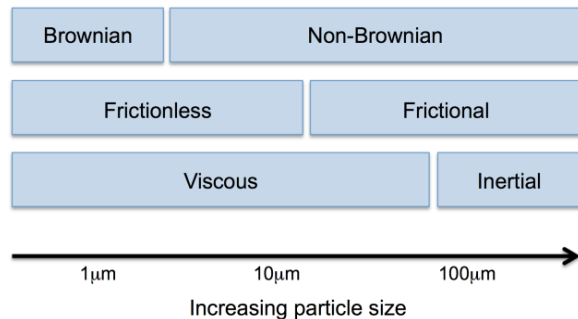 Brownian Non-Brownian
Frictionless Frictional
Viscous Inertial
1μm 10μm 100μm
Increasing particle size